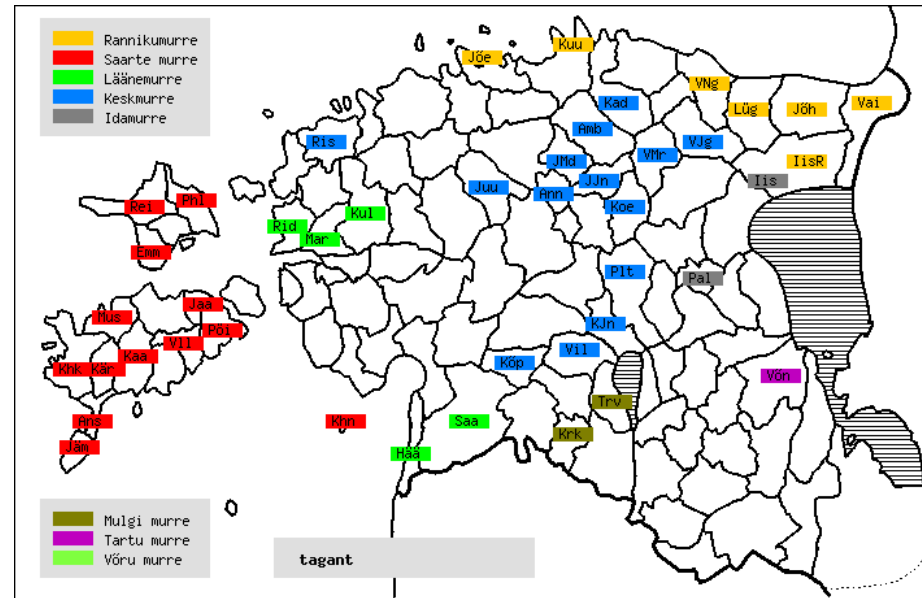 Rannikumurre
Saarte murre
Läänemurre
Keskmurre
Idamurre
Kuu
Jõe
VNg
Kad
Lüg
Jõh
Vai
Amb
Ris
VMr
VJg
JMd
IisR
JJn
Iis
Juu
Ann
Rei
Phl
Kul
Koe
Rid
Mar
Emm
Plt
Pal
Jaa
Mus
KJn
Põi
Vll
Kaa
Vil
Khk
Kär
Kõp
Võn
Trv
Ans
Khn
Saa
Krk
Jäm
Hää
Mulgi murre
Tartu murre
Võru murre
tagant